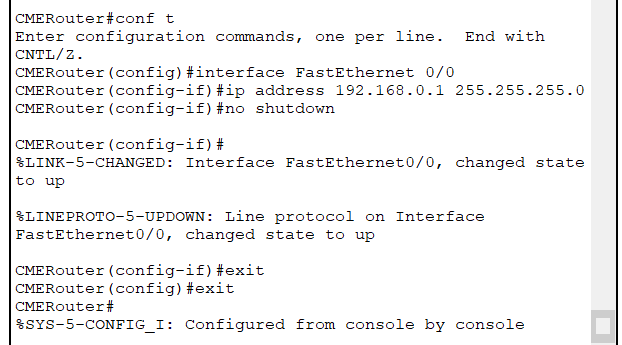 CMERouter#conf t
Enter configuration commands, one per line.  End with
CNTL/Z.
CMERouter(config)#interface FastEthernet 0/0
CMERouter(config-if)#ip address 192.168.0.1 255.255.255.0
CMERouter(config-if)#no shutdown

CMERouter(config-if)#
%LINK-5-CHANGED: Interface FastEthernet0/0, changed state
to up

%LINEPROTO-5-UPDOWN: Line protocol on Interface
FastEthernet0/0, changed state to up

CMERouter(config-if)#exit
CMERouter(config)#exit
CMERouter#
%SYS-5-CONFIG_I: Configured from console by console